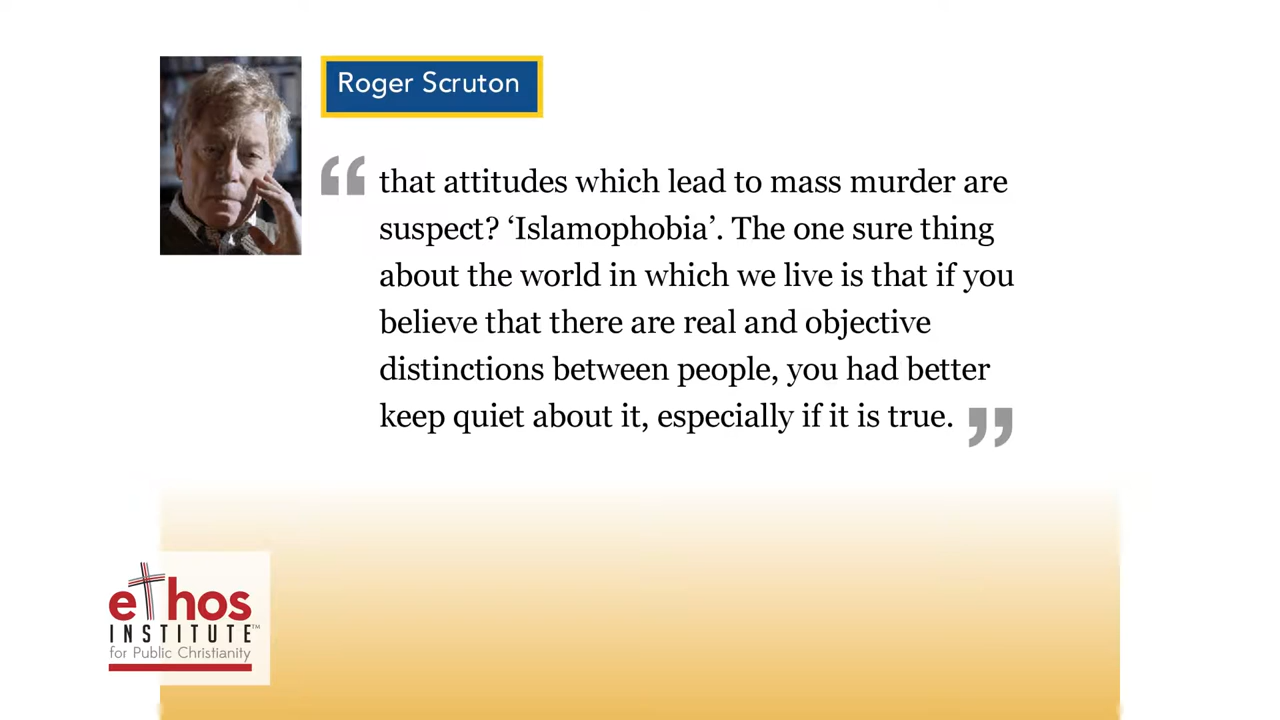 Roger Scruton
“ that attitudes which lead to mass murder are
suspect? ‘Islamophobia’. The one sure thing
about the world in which we live is that if you
believe that there are real and objective
distinctions between people, you had better
keep quiet about it, especially if it is true. ”
ethos
INSTITUTE™
for Public Christianity